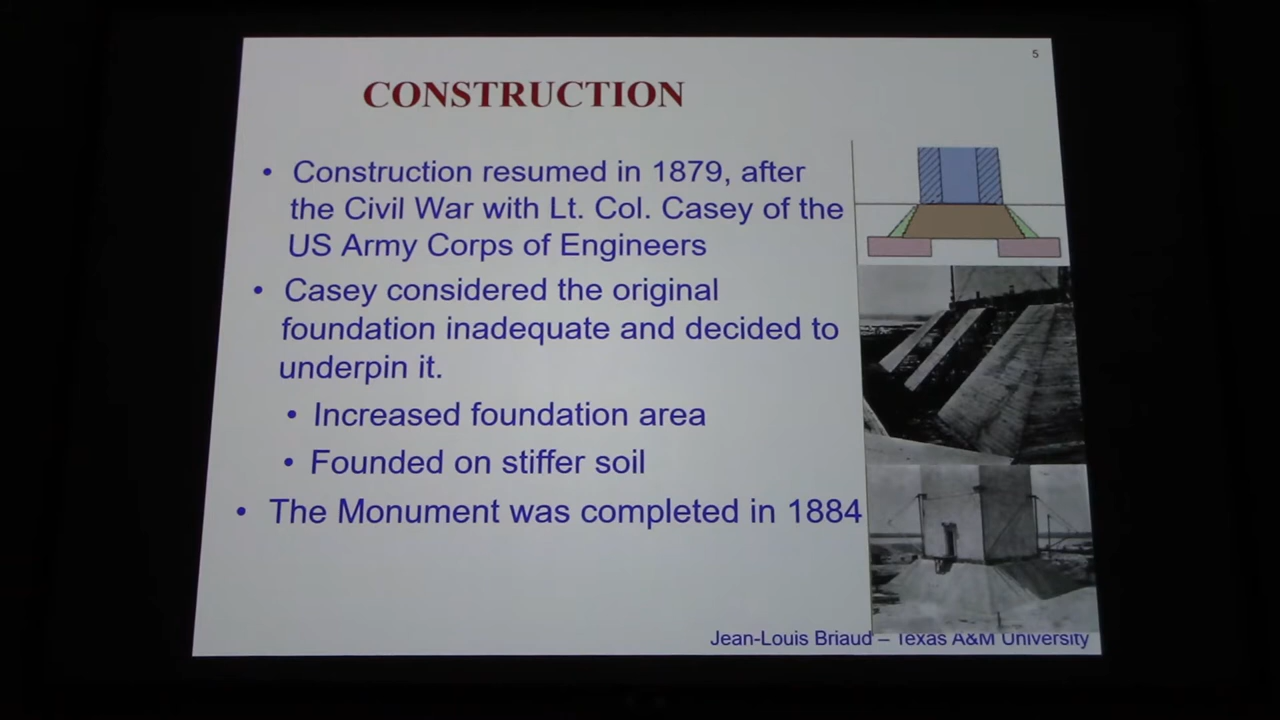 5
CONSTRUCTION
• Construction resumed in 1879, after
the Civil War with Lt. Col. Casey of the
US Army Corps of Engineers
• Casey considered the original
foundation inadequate and decided to
underpin it.
• Increased foundation area
• Founded on stiffer soil
• The Monument was completed in 1884
Jean-Louis Briaud – Texas A&M University